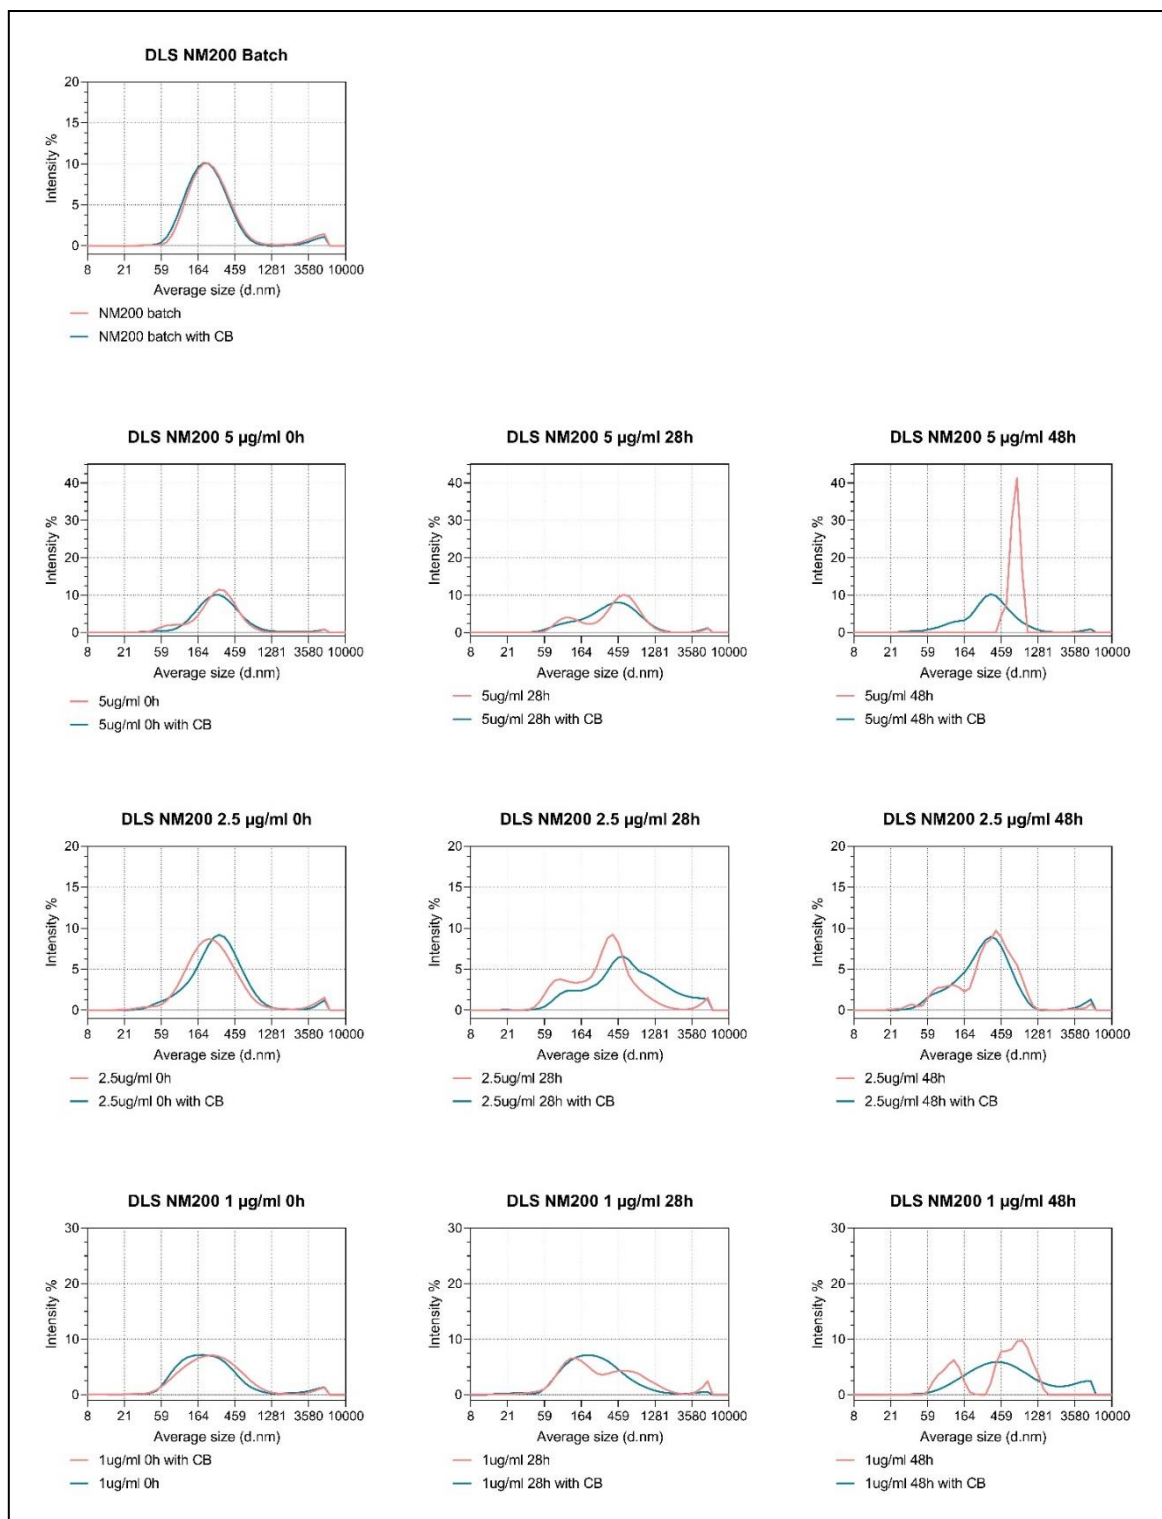 DLS NM200 Batch
Intensity %
20
15
10
5
0
8 21 59 164 459 1281 3580 10000
Average size (d.nm)
NM200 batch
NM200 batch with CB
DLS NM200 5 µg/ml 0h
Intensity %
40
30
20
10
0
8 21 59 164 459 1281 3580 10000
Average size (d.nm)
5ug/ml 0h
5ug/ml 0h with CB
DLS NM200 5 µg/ml 28h
Intensity %
40
30
20
10
0
8 21 59 164 459 1281 3580 10000
Average size (d.nm)
5ug/ml 28h
5ug/ml 28h with CB
DLS NM200 5 µg/ml 48h
Intensity %
40
30
20
10
0
8 21 59 164 459 1281 3580 10000
Average size (d.nm)
5ug/ml 48h
5ug/ml 48h with CB
DLS NM200 2.5 µg/ml 0h
Intensity %
20
15
10
5
0
8 21 59 164 459 1281 3580 10000
Average size (d.nm)
2.5ug/ml 0h
2.5ug/ml 0h with CB
DLS NM200 2.5 µg/ml 28h
Intensity %
20
15
10
5
0
8 21 59 164 459 1281 3580 10000
Average size (d.nm)
2.5ug/ml 28h
2.5ug/ml 28h with CB
DLS NM200 2.5 µg/ml 48h
Intensity %
20
15
10
5
0
8 21 59 164 459 1281 3580 10000
Average size (d.nm)
2.5ug/ml 48h
2.5ug/ml 48h with CB
DLS NM200 1 µg/ml 0h
Intensity %
30
20
10
0
8 21 59 164 459 1281 3580 10000
Average size (d.nm)
1ug/ml 0h with CB
1ug/ml 0h
DLS NM200 1 µg/ml 28h
Intensity %
30
20
10
0
8 21 59 164 459 1281 3580 10000
Average size (d.nm)
1ug/ml 28h
1ug/ml 28h with CB
DLS NM200 1 µg/ml 48h
Intensity %
30
20
10
0
8 21 59 164 459 1281 3580 10000
Average size (d.nm)
1ug/ml 48h
1ug/ml 48h with CB